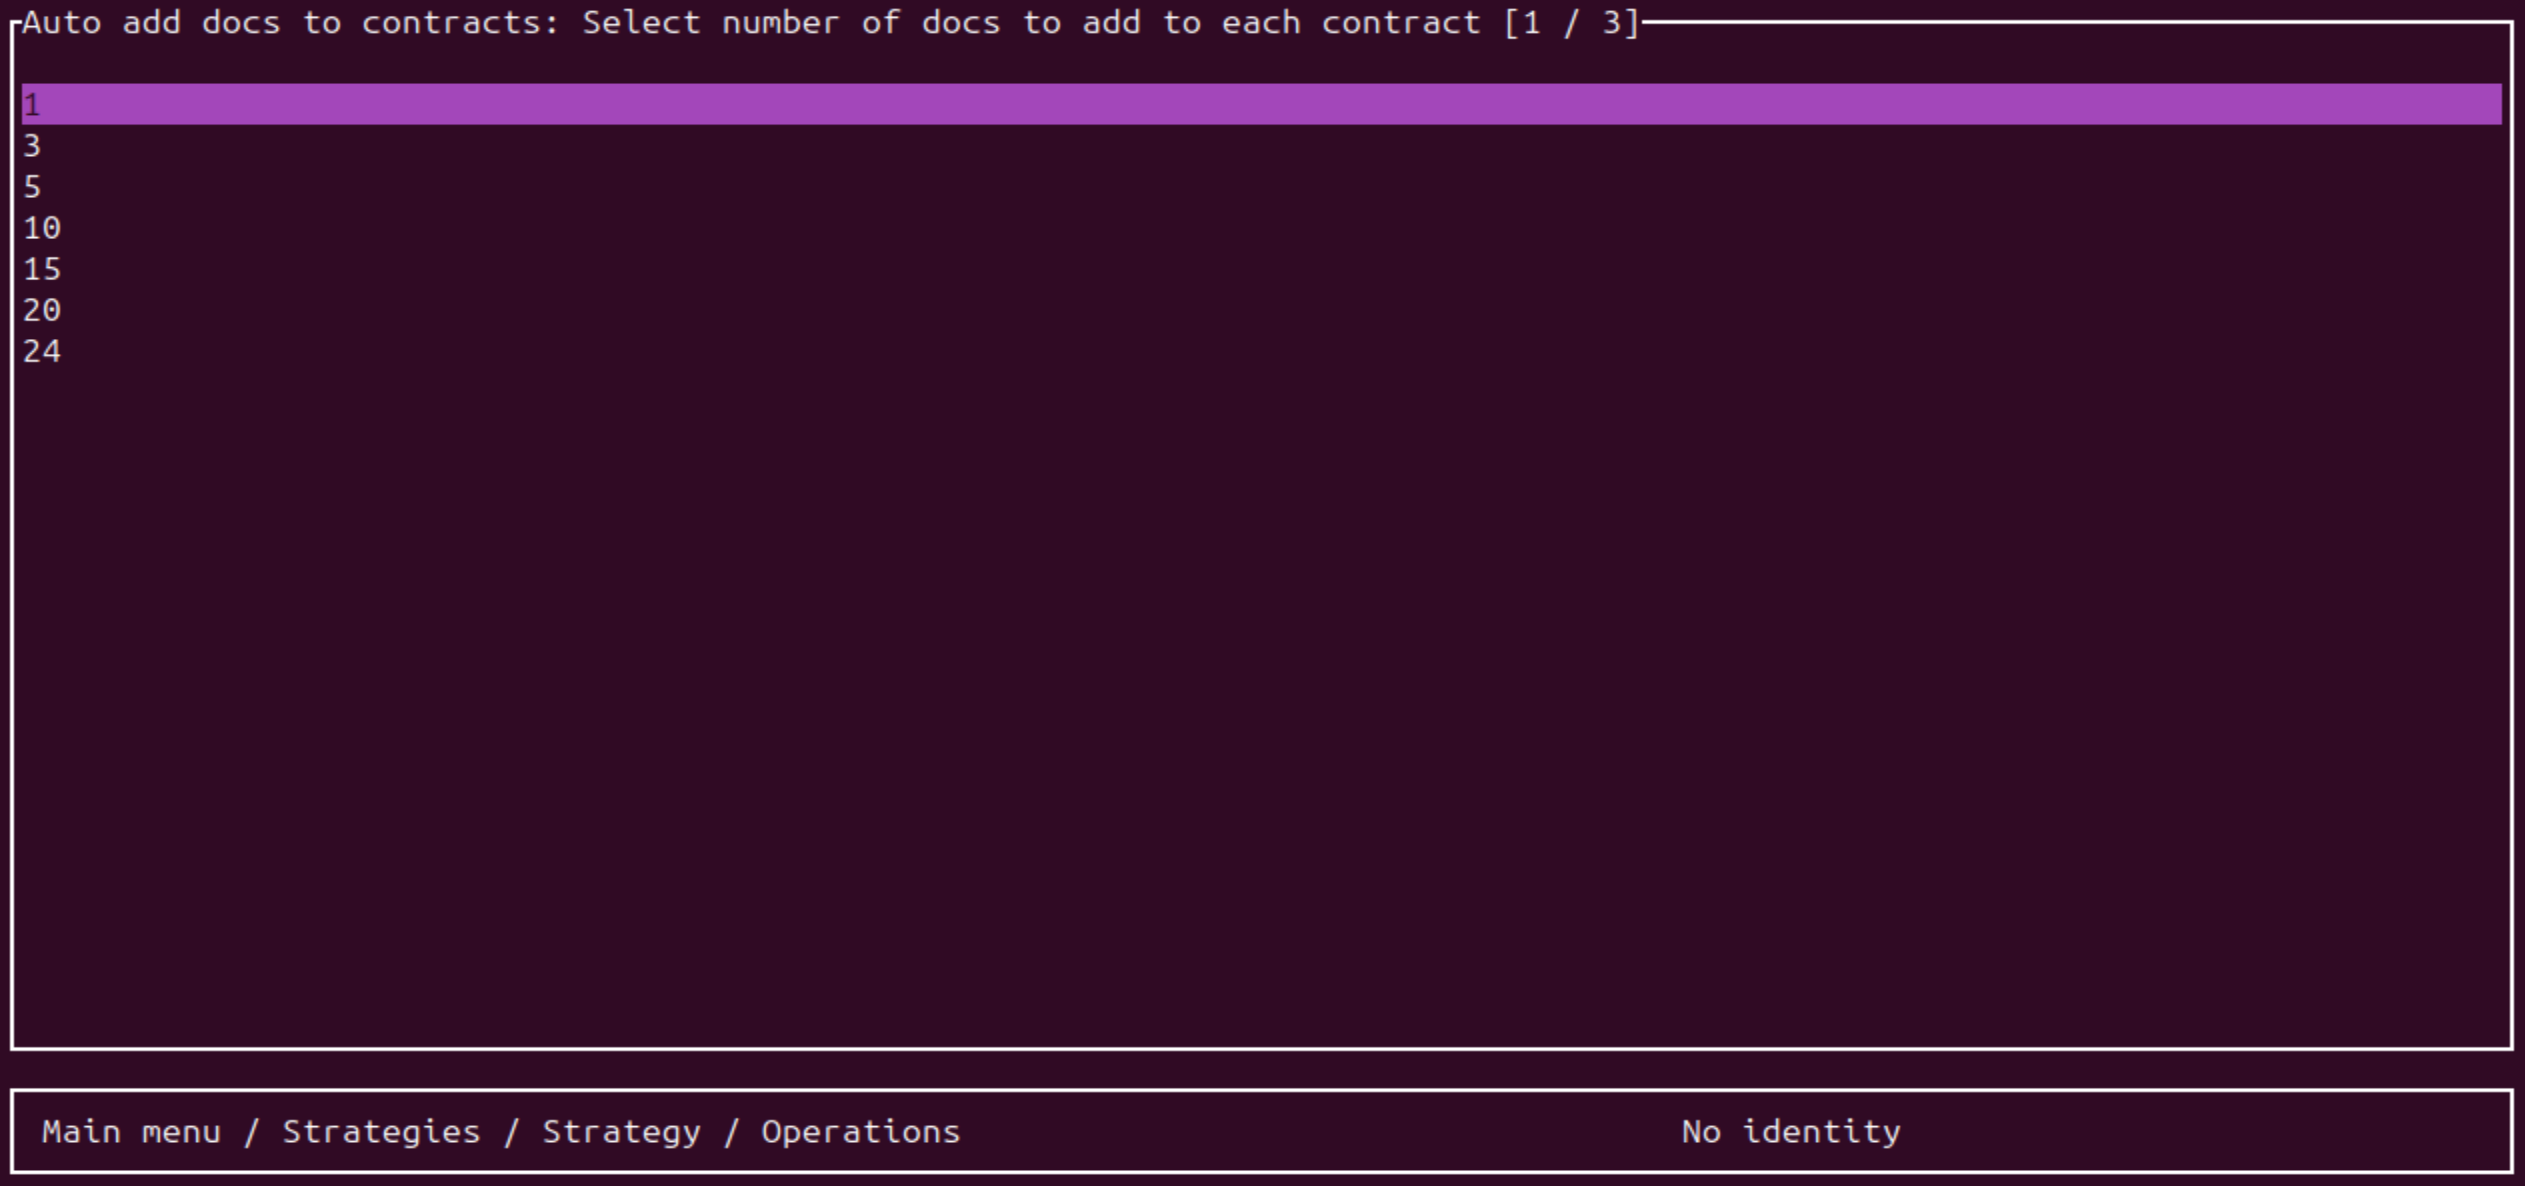 Auto add docs to contracts: Select number of docs to add to each contract [1 / 3]
1
3
5
10
15
20
24
Main menu / Strategies / Strategy / Operations
No identity